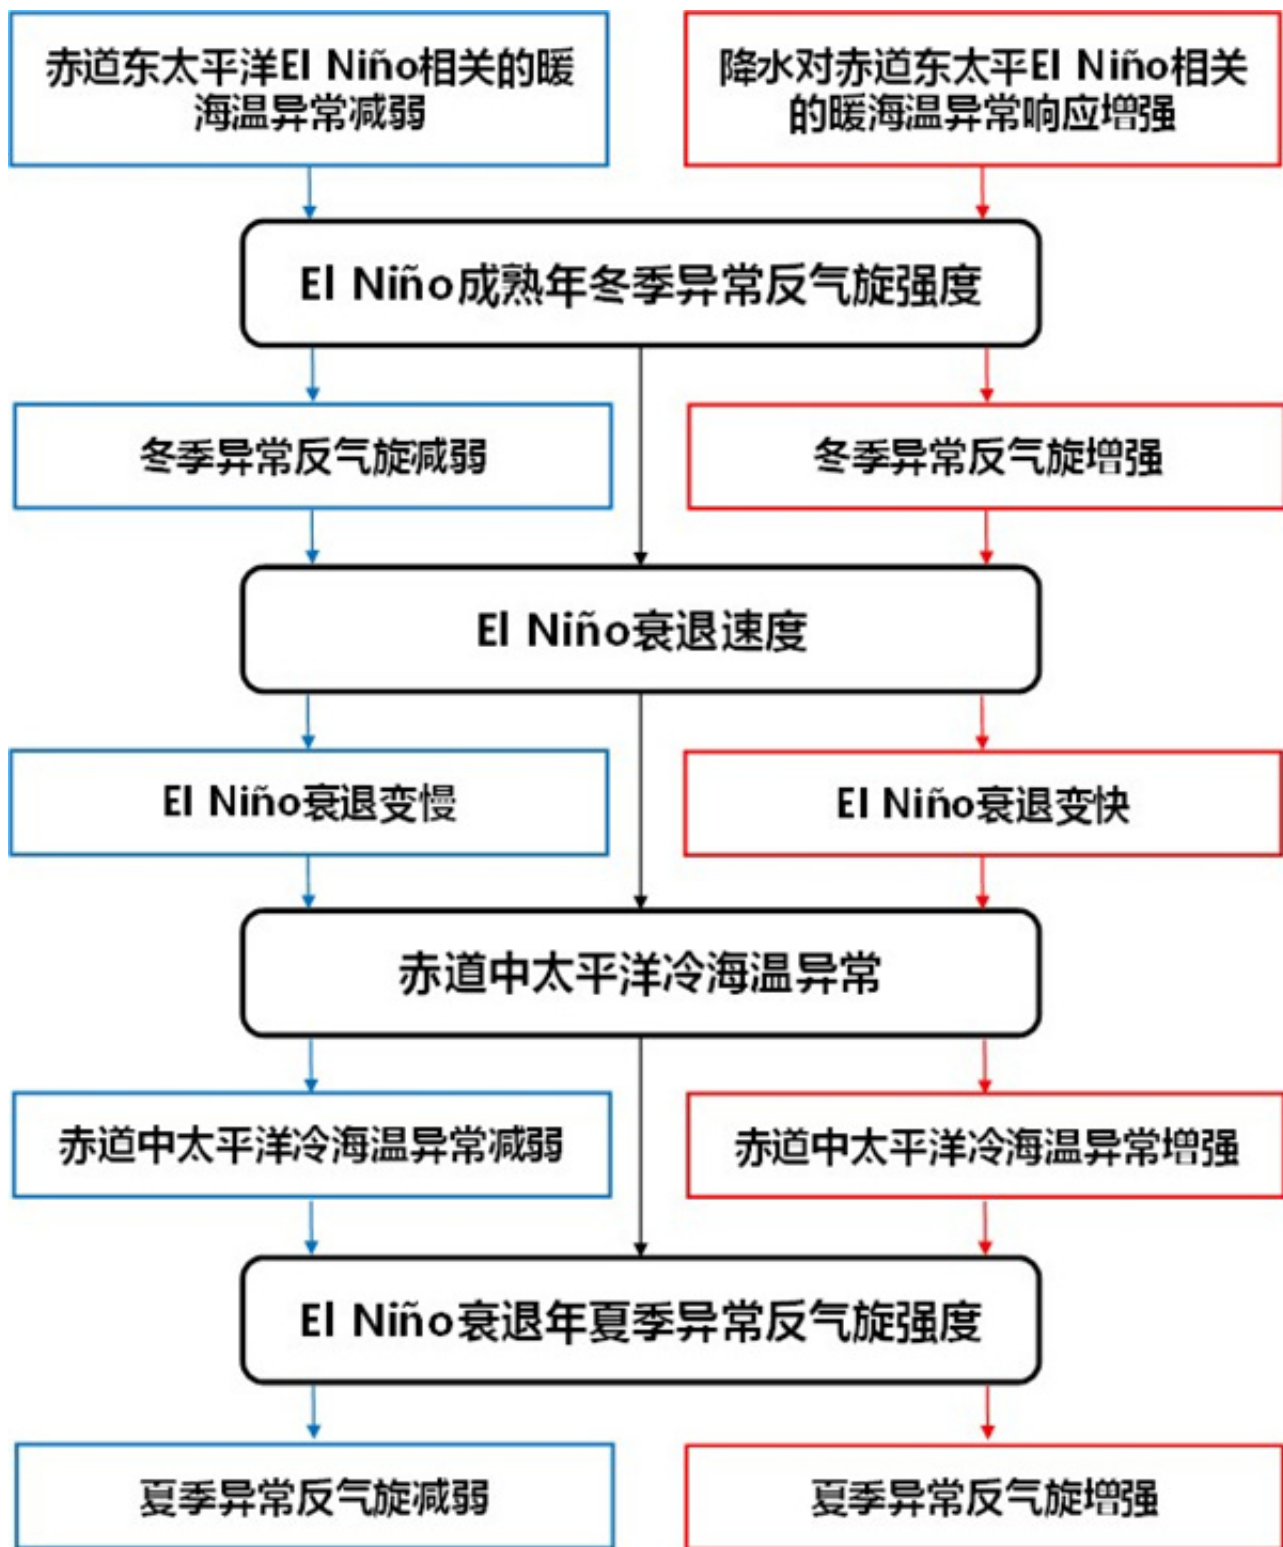 赤道东太平洋El Niño相关的暖
海温异常减弱
降水对赤道东太平El Niño相关
的暖海温异常响应增强
El Niño成熟年冬季异常反气旋强度
冬季异常反气旋减弱
冬季异常反气旋增强
El Niño衰退速度
El Niño衰退变慢
El Niño衰退变快
赤道中太平洋冷海温异常
赤道中太平洋冷海温异常减弱
赤道中太平洋冷海温异常增强
El Niño衰退年夏季异常反气旋强度
夏季异常反气旋减弱
夏季异常反气旋增强